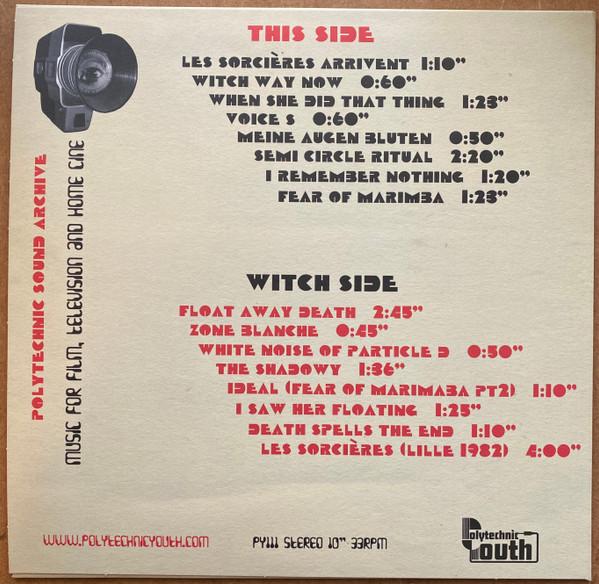 THIS SIDE
LES SORCIÈRES ARRIVENT 1:10"
WITCH WAY NOW 0:60"
WHEN SHE DID THAT THING 1:23"
VOICE S 0:60"
MEINE AUGEN BLUTEN 0:50"
SEMI CIRCLE RITUAL 2:20"
I REMEMBER NOTHING 1:20"
FEAR OF MARIMBA 1:23"
POLYTECHNIC SOUND ARCHIVE
MUSIC FOR FILM, TELEVISION AND HOME CINE
WITCH SIDE
FLOAT AWAY DEATH 2:45"
ZONE BLANCHE 0:45"
WHITE NOISE OF PARTICLE D 0:50"
THE SHADOWY 1:36"
IDEAL (FEAR OF MARIMABA PT2) 1:10"
I SAW HER FLOATING 1:25"
DEATH SPELLS THE END 1:10"
LES SORCIÈRES (LILLE 1982) 4:00"
WWW.POLYTECHNICYOUTH.COM
PY111 STEREO 10" 33RPM
Polytechnic
Youth